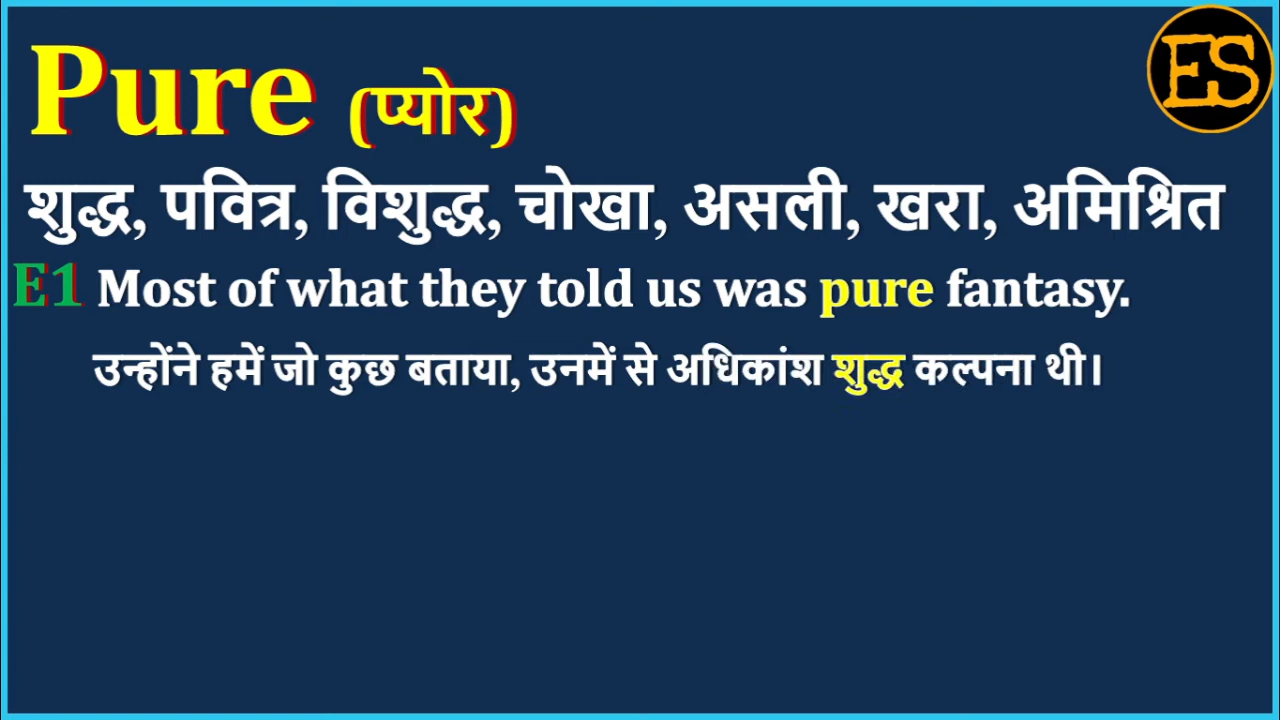 Pure (प्योर)
ES
शुद्ध, पवित्र, विशुद्ध, चोखा, असली, खरा, अमिश्रित
E1 Most of what they told us was pure fantasy.
उन्होंने हमें जो कुछ बताया, उनमें से अधिकांश शुद्ध कल्पना थी।